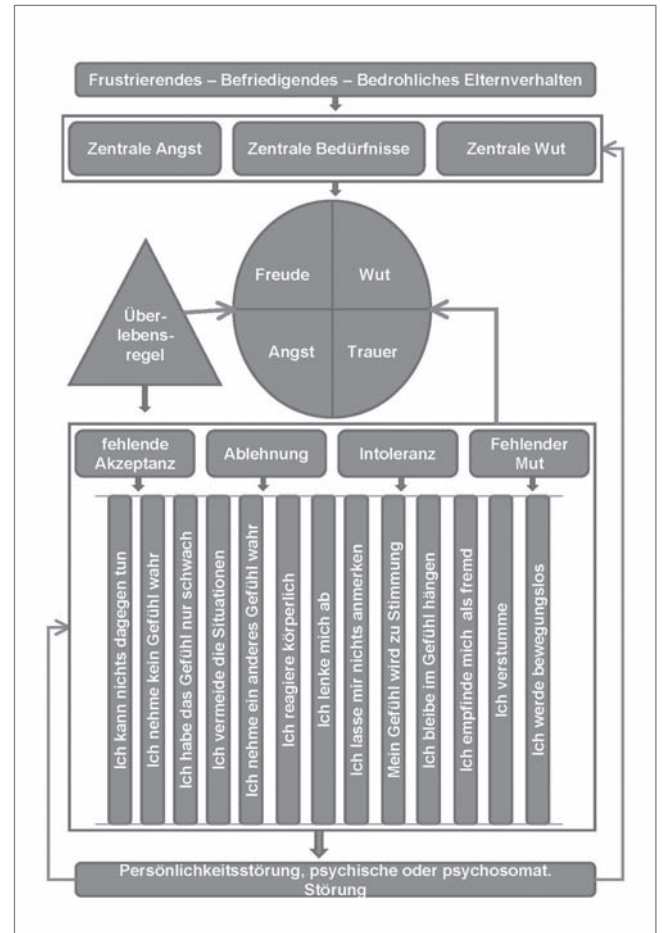 Frustrierendes – Befriedigendes – Bedrohliches Elternverhalten
Zentrale Angst
Zentrale Bedürfnisse
Zentrale Wut
Freude
Wut
Angst
Trauer
Über-
lebens-
regel
fehlende
Akzeptanz
Ablehnung
Intoleranz
Fehlender
Mut
Ich kann nichts dagegen tun
Ich nehme kein Gefühl wahr
Ich habe das Gefühl nur schwach
Ich vermeide die Situationen
Ich nehme ein anderes Gefühl wahr
Ich reagiere körperlich
Ich lenke mich ab
Ich lasse mir nichts anmerken
Mein Gefühl wird zu Stimmung
Ich bleibe im Gefühl hängen
Ich empfinde mich als fremd
Ich verstumme
Ich werde bewegungslos
Persönlichkeitsstörung, psychische oder psychosomat.
Störung